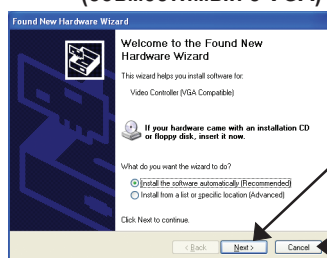 Found New Hardware Wizard
Welcome to the Found New
Hardware Wizard
This wizard helps you install software for:
Video Controller (VGA Compatible)
If your hardware came with an installation CD
or floppy disk, insert it now.
What do you want the wizard to do?
Install the software automatically (Recommended)
Install from a list or specific location (Advanced)
Click Next to continue.
< Back Next > Cancel